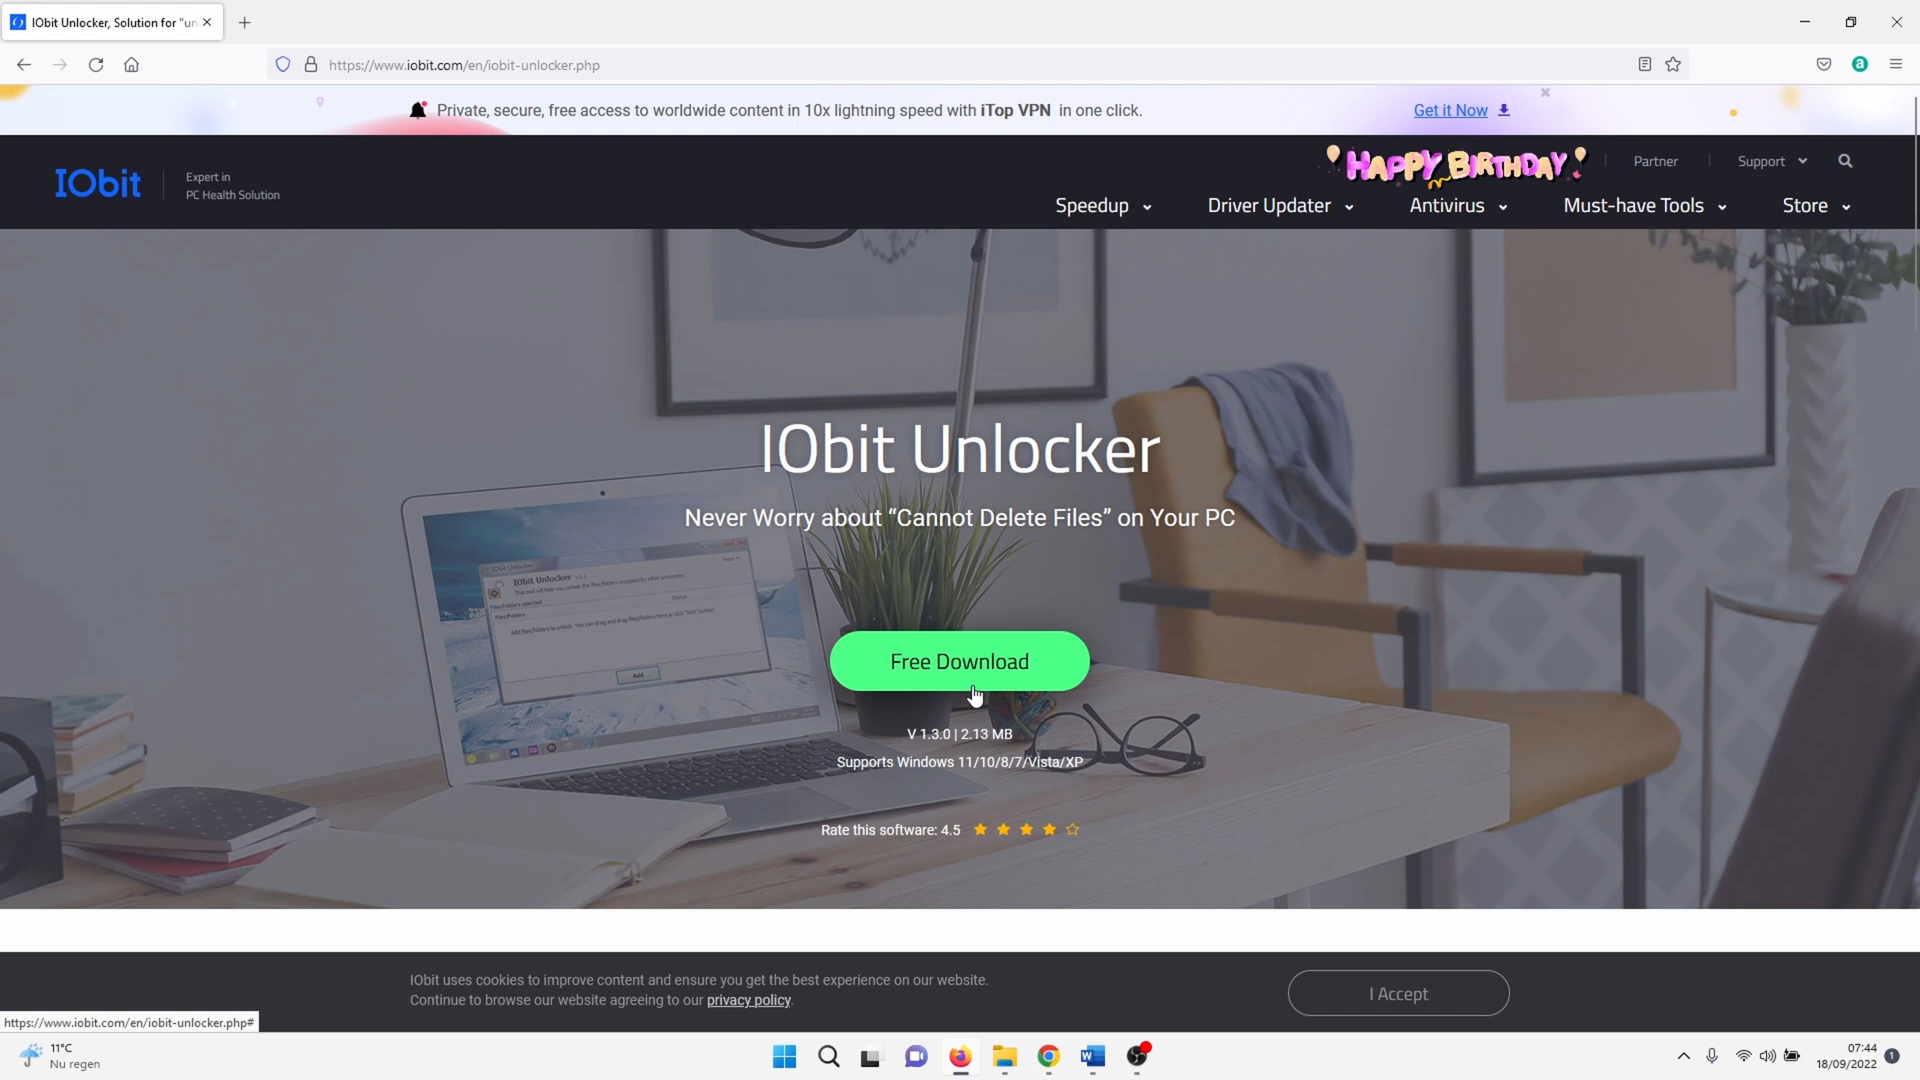 IObit Unlocker, Solution for "un
https://www.iobit.com/en/iobit-unlocker.php
Private, secure, free access to worldwide content in 10x lightning speed with iTop VPN in one click.
Get it Now
IObit
Expert in
PC Health Solution
HAPPY BIRTHDAY
Partner
Support
Speedup
Driver Updater
Antivirus
Must-have Tools
Store
IObit Unlocker
Never Worry about “Cannot Delete Files” on Your PC
IObit Unlocker
Add
Free Download
V 1.3.0 | 2.13 MB
Supports Windows 11/10/8/7/Vista/XP
Rate this software: 4.5
IObit uses cookies to improve content and ensure you get the best experience on our website.
Continue to browse our website agreeing to our privacy policy.
I Accept
https://www.iobit.com/en/iobit-unlocker.php#
11°C
Nu regen
07:44
18/09/2022
1